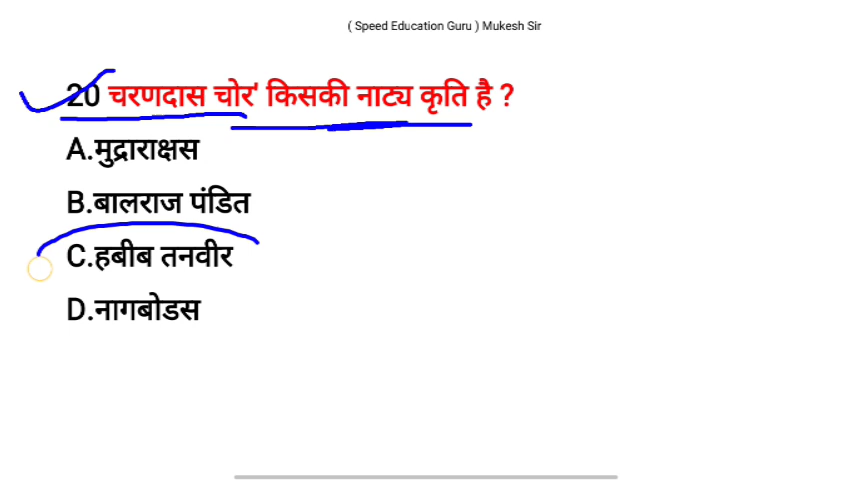 ( Speed Education Guru ) Mukesh Sir
20 चरणदास चोर' किसकी नाट्य कृति है ?
A.मुद्राराक्षस
B.बालराज पंडित
C.हबीब तनवीर
D.नागबोडस